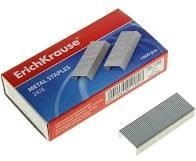 ErichKrause
METAL STAPLES
24/6
1000 pcs